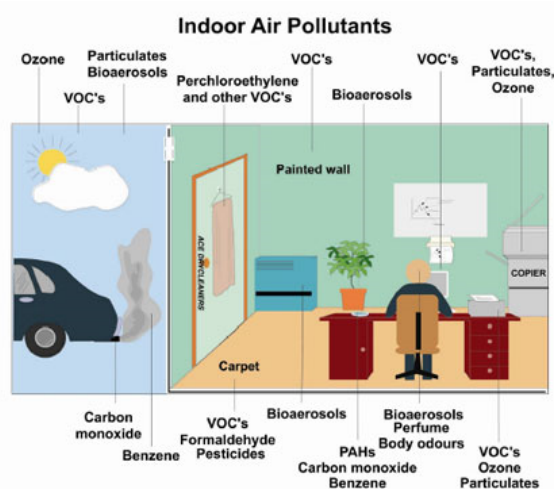 Indoor Air Pollutants
Ozone
Particulates
Bioaerosols
VOC's
Perchloroethylene
and other VOC's
VOC's
Bioaerosols
VOC's
VOC's,
Particulates,
Ozone
Painted wall
ACE DRYCLEANERS
COPIER
Carpet
Carbon
monoxide
Benzene
VOC's
Formaldehyde
Pesticides
Bioaerosols
PAHs
Carbon monoxide
Benzene
Bioaerosols
Perfume
Body odours
VOC's
Ozone
Particulates